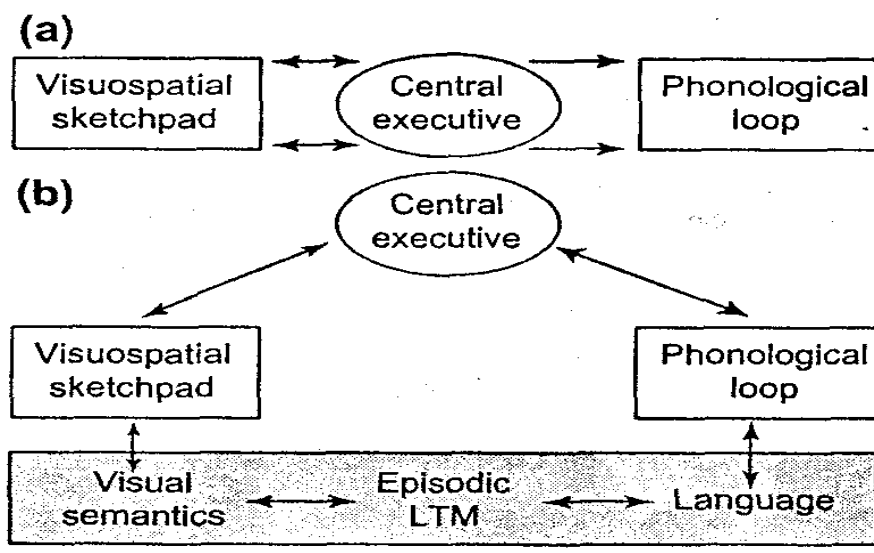 (a)
Visuospatial
sketchpad
Central
executive
Phonological
loop
(b)
Central
executive
Visuospatial
sketchpad
Phonological
loop
Visual
semantics
Episodic
LTM
Language